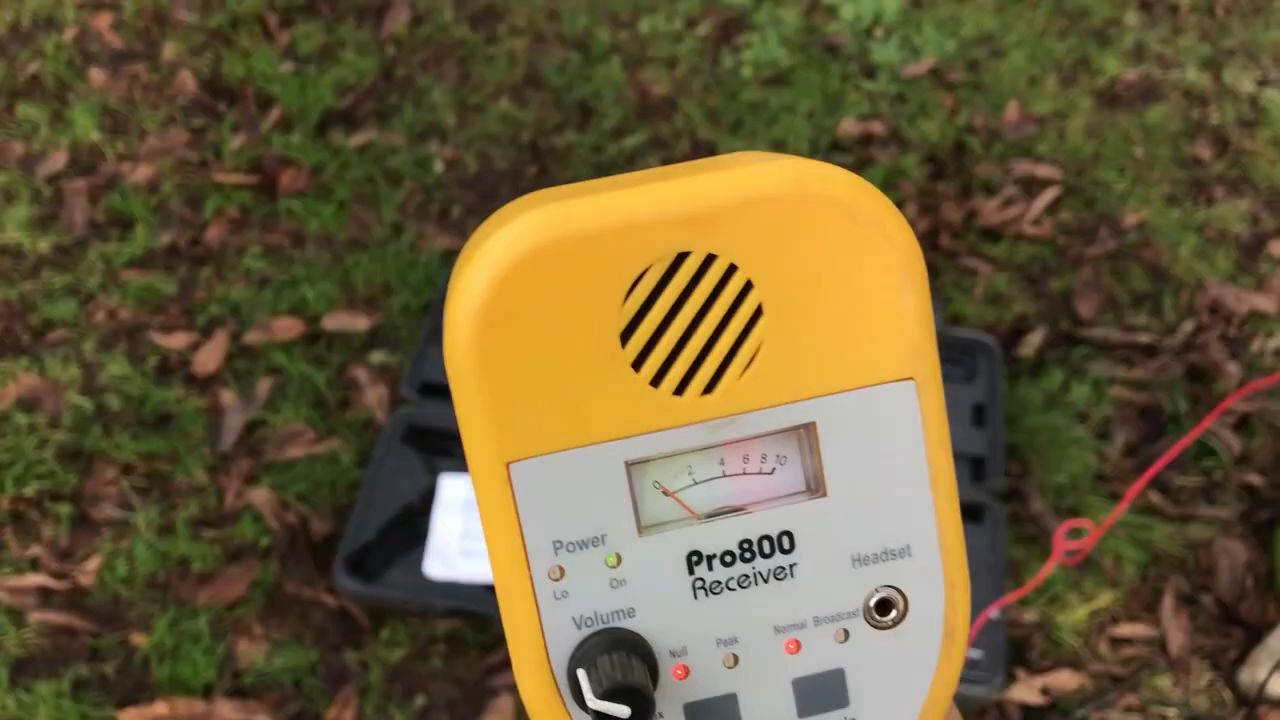 0 2 4 6 8 10
Power
Lo On
Pro800
Receiver
Headset
Volume
Null Peak Normal Broadcast